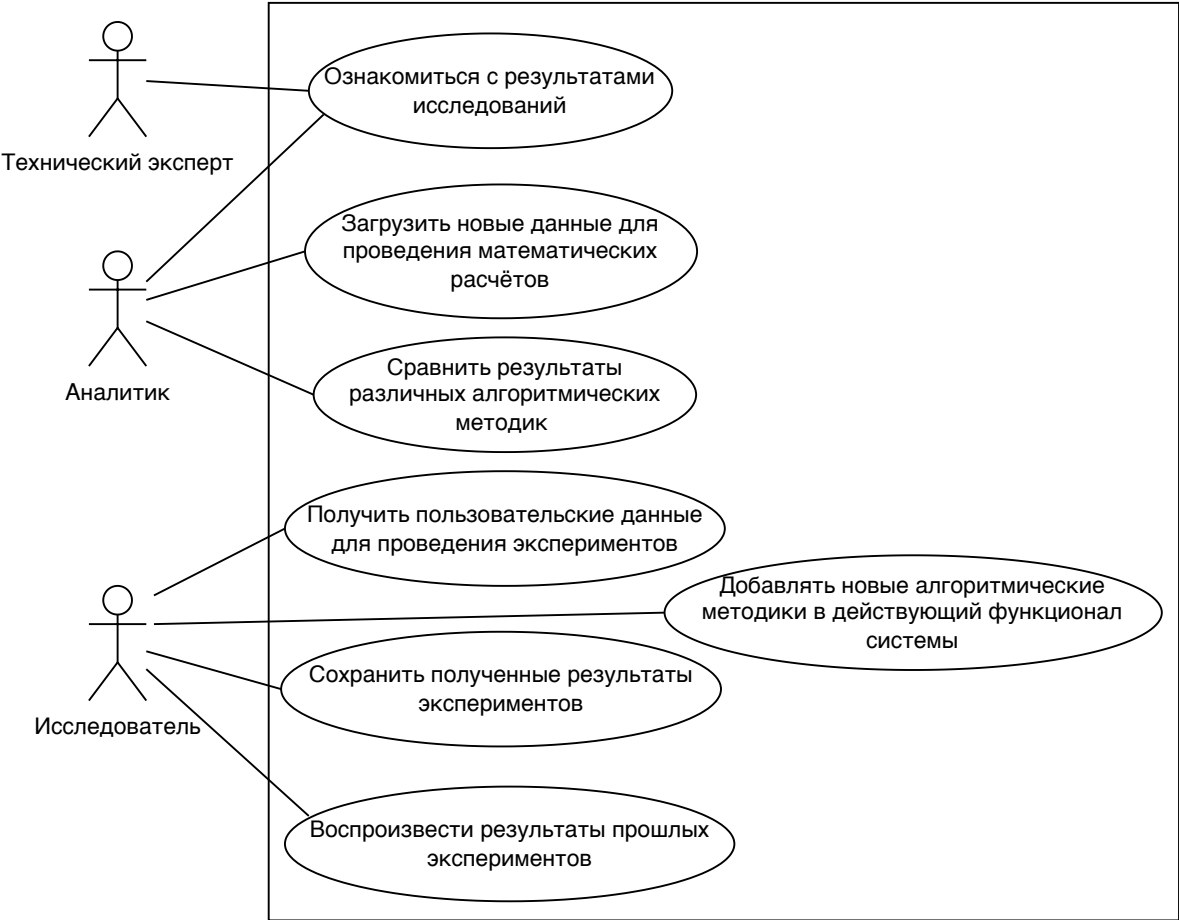 Ознакомиться с результатами
исследований
Технический эксперт
Загрузить новые данные для
проведения математических
расчётов
Сравнить результаты
различных алгоритмических
методик
Аналитик
Получить пользовательские данные
для проведения экспериментов
Добавлять новые алгоритмические
методики в действующий функционал
системы
Сохранить полученные результаты
экспериментов
Исследователь
Воспроизвести результаты прошлых
экспериментов